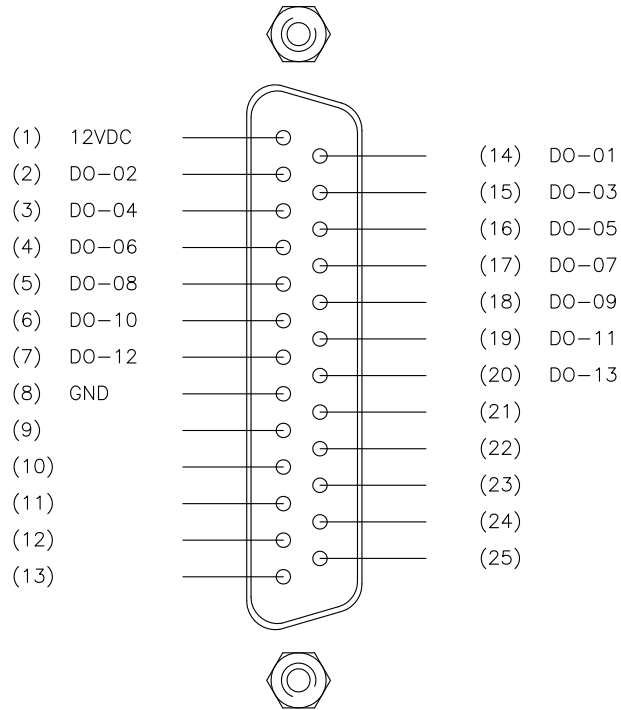 (1) 12VDC
(14) DO-01
(2) DO-02
(15) DO-03
(3) DO-04
(16) DO-05
(4) DO-06
(17) DO-07
(5) DO-08
(18) DO-09
(6) DO-10
(19) DO-11
(7) DO-12
(20) DO-13
(8) GND
(21)
(9)
(22)
(10)
(23)
(11)
(24)
(12)
(25)
(13)